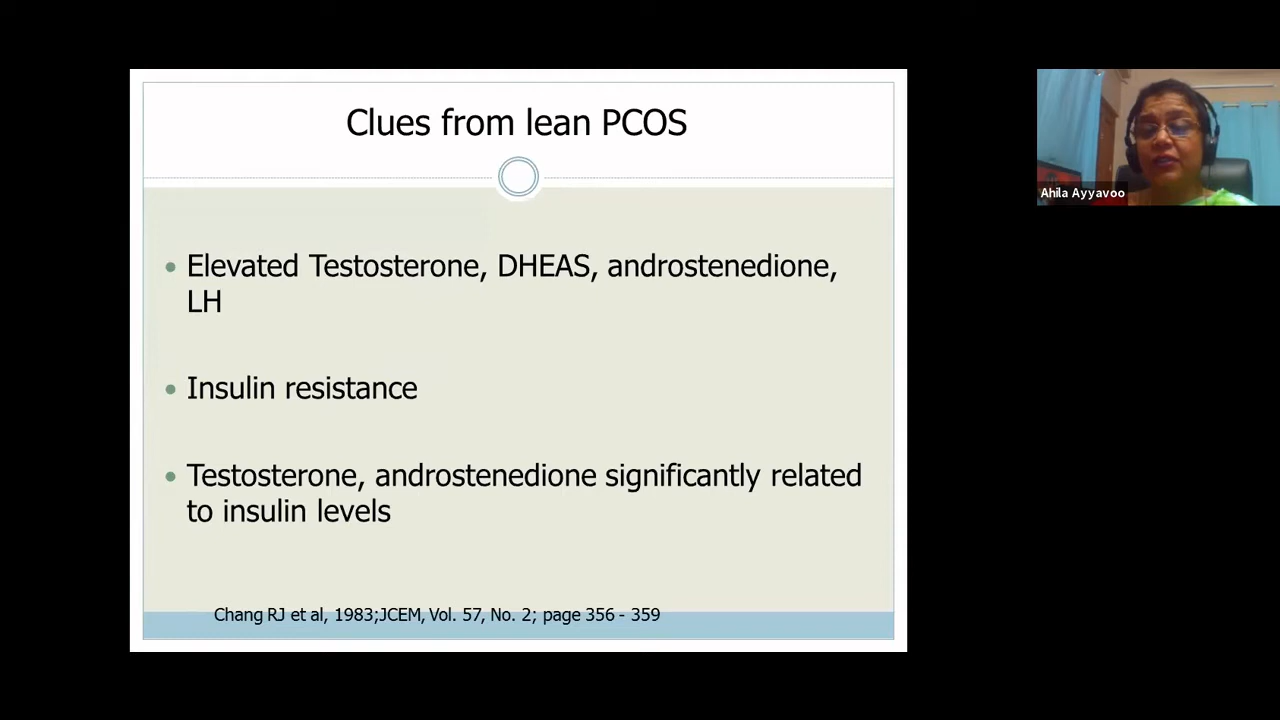 Clues from lean PCOS
• Elevated Testosterone, DHEAS, androstenedione,
LH
• Insulin resistance
• Testosterone, androstenedione significantly related
to insulin levels
Chang RJ et al, 1983;JCEM, Vol. 57, No. 2; page 356 - 359
Ahila Ayyavoo